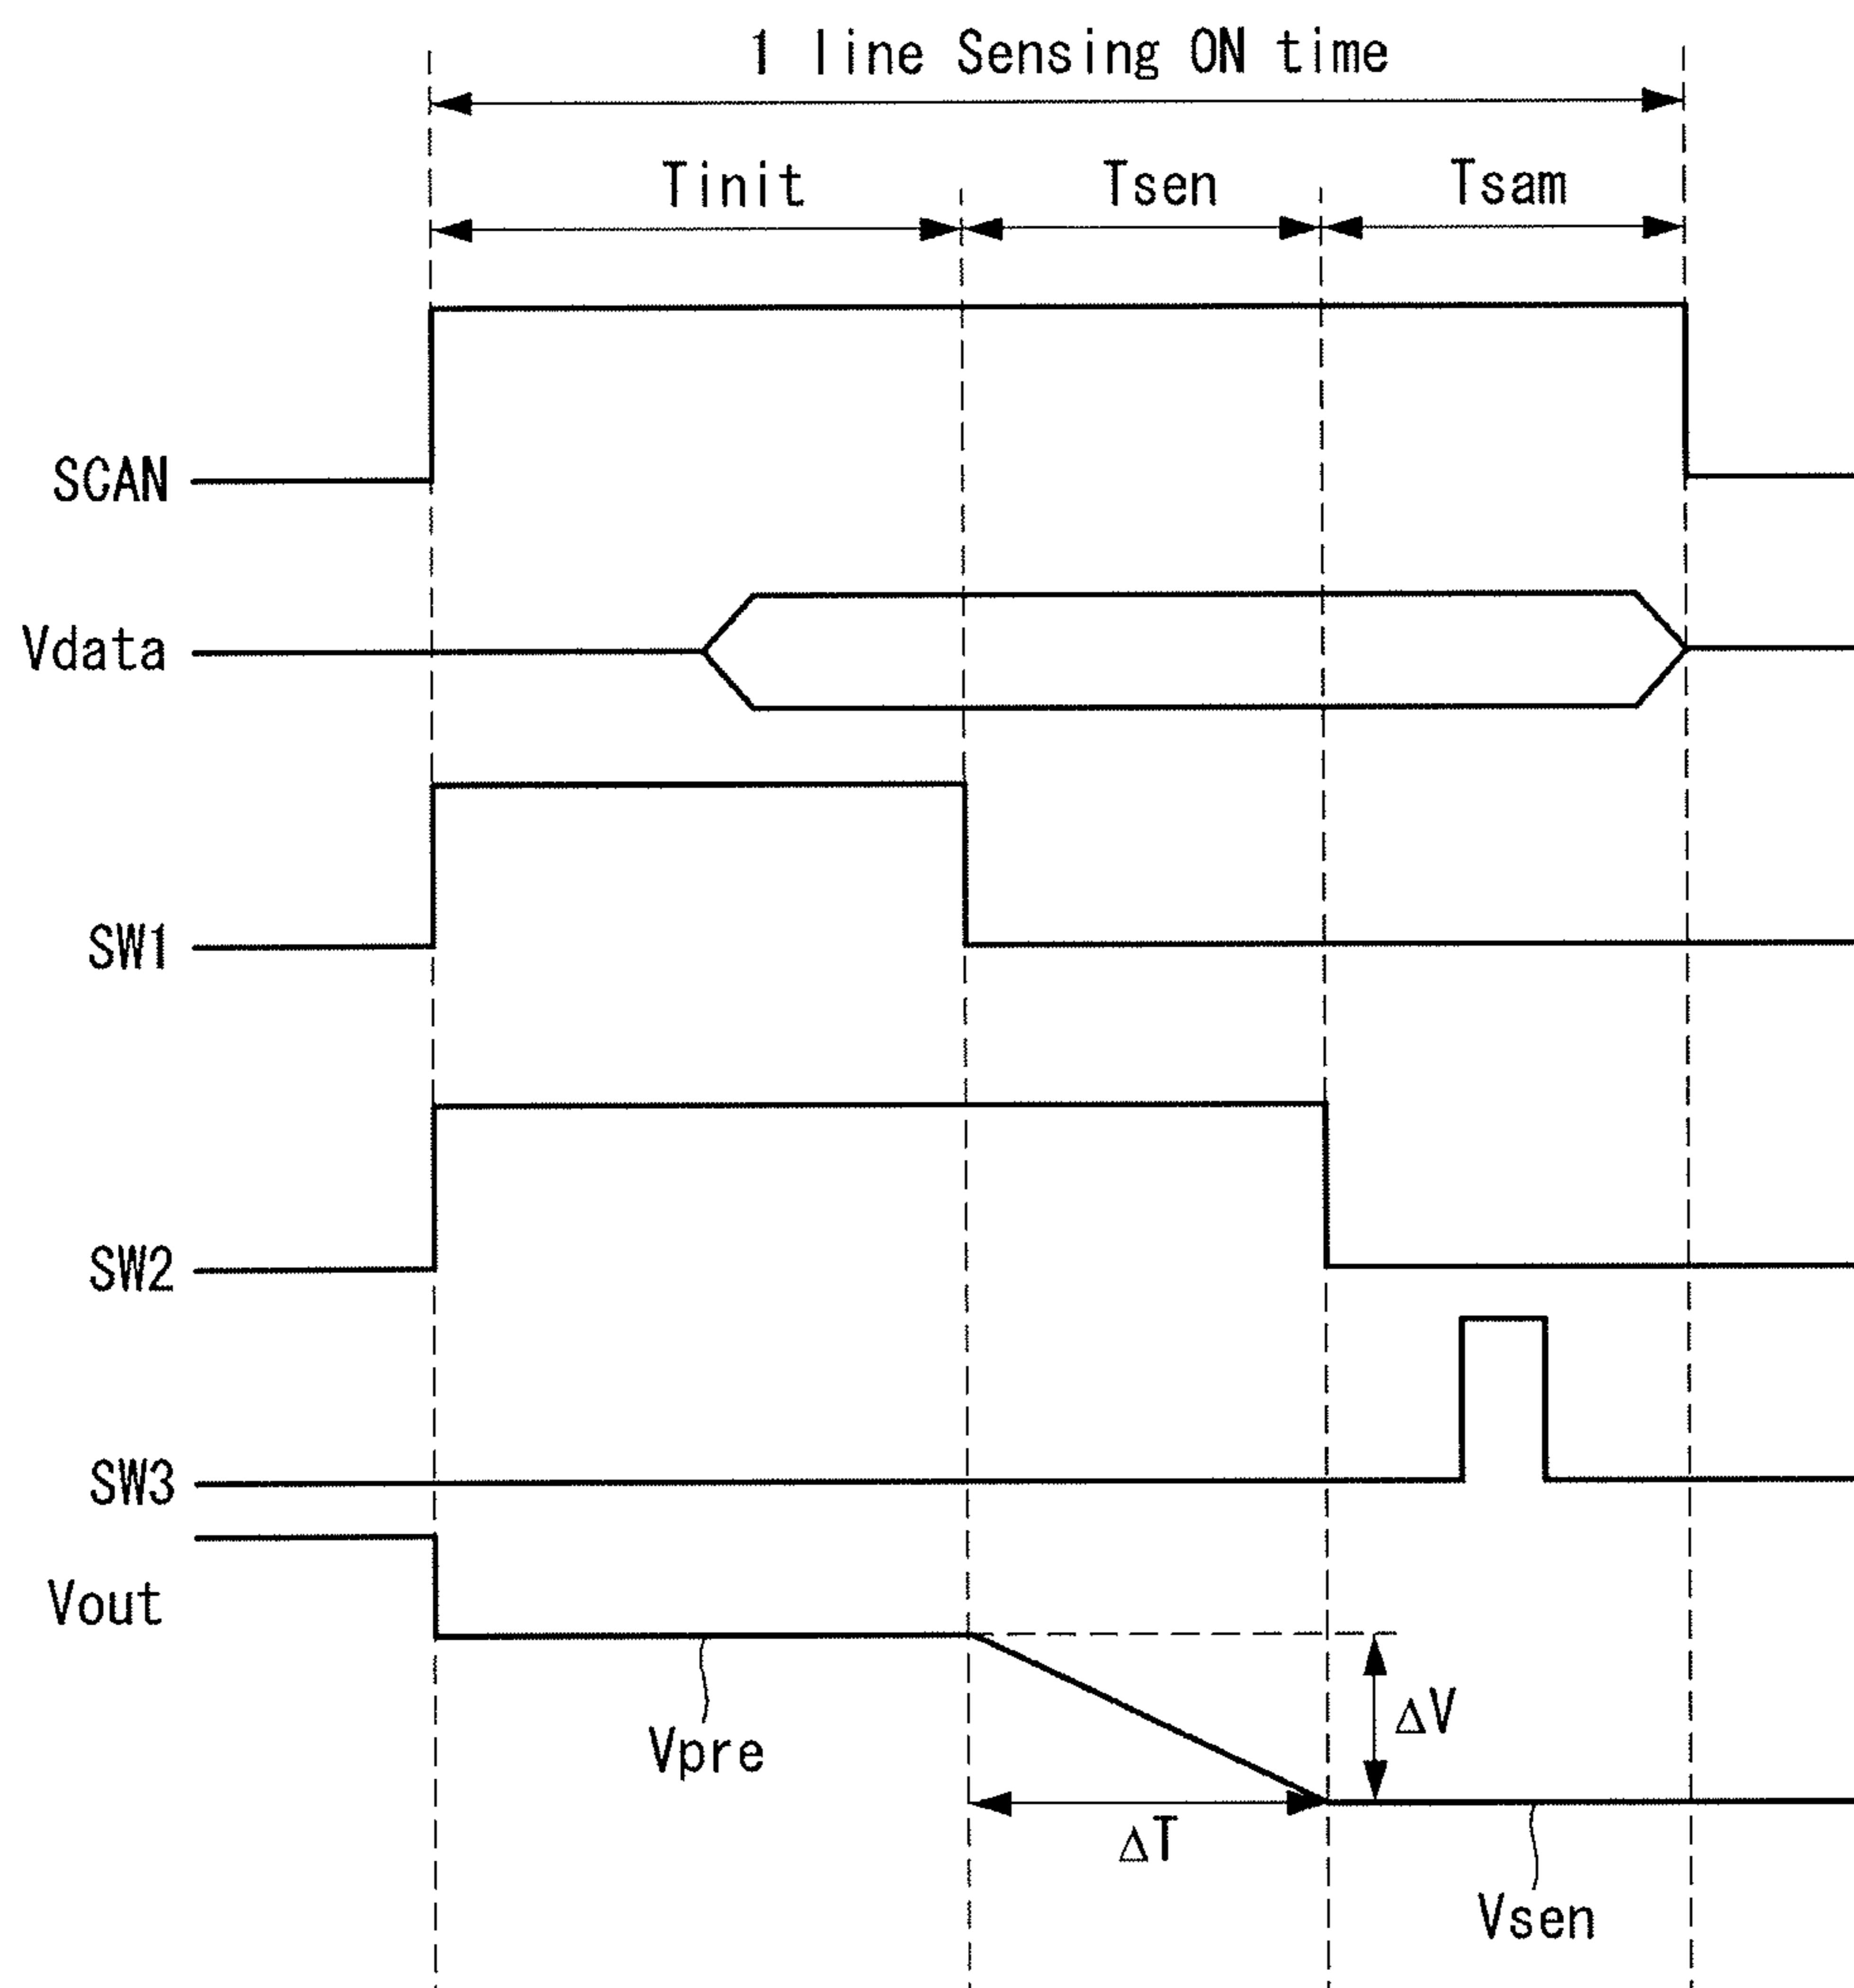 1 line Sensing ON time
Tinit
Tsen
Tsam
SCAN
Vdata
SW1
SW2
SW3
Vout
Vpre
ΔV
ΔT
Vsen